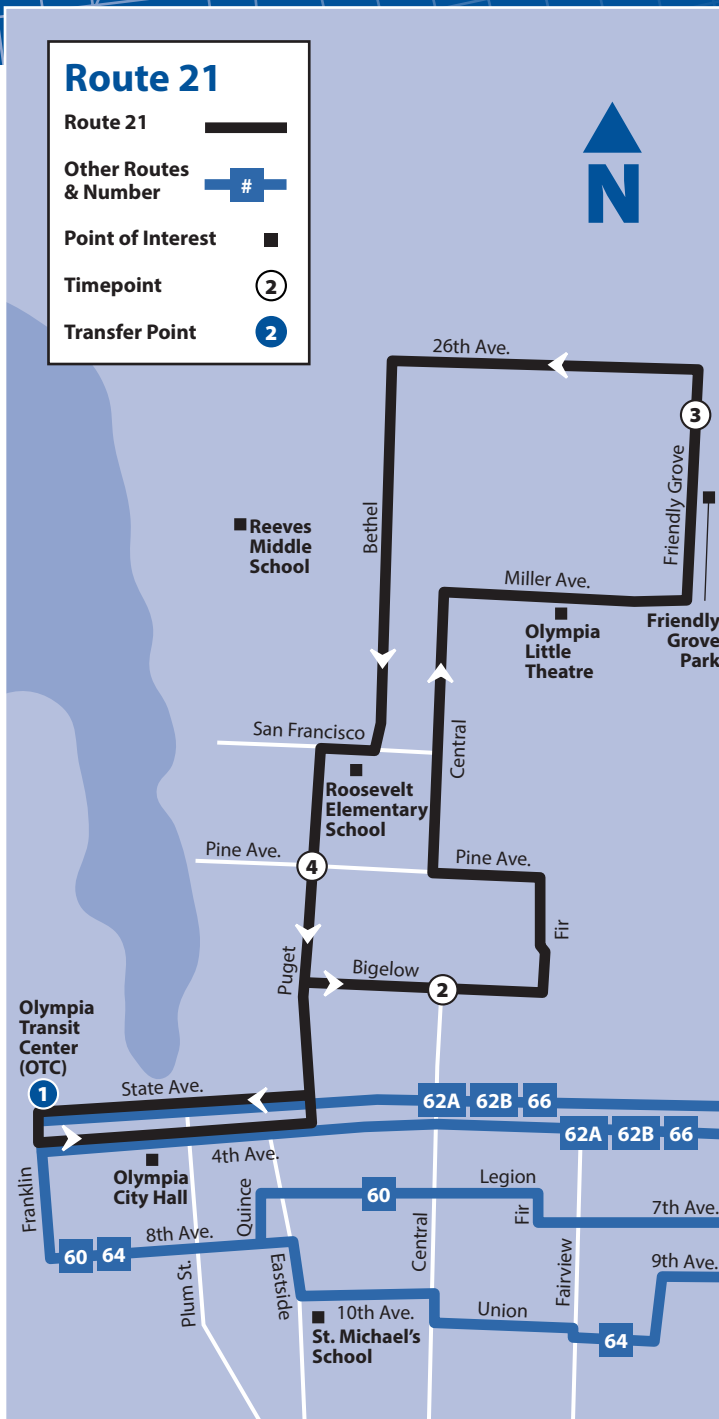 Route 21
Route 21
Other Routes
& Number
#
Point of Interest
Timepoint
2
Transfer Point
2
N
26th Ave.
3
Friendly Grove
Bethel
Reeves
Middle
School
Miller Ave.
Olympia
Little
Theatre
Friendly
Grove
Park
San Francisco
Central
Roosevelt
Elementary
School
Pine Ave.
4
Pine Ave.
Fir
Puget
Bigelow
2
Olympia
Transit
Center
(OTC)
1
State Ave.
62A 62B 66
62A 62B 66
4th Ave.
Olympia
City Hall
Franklin
Quince
60
Legion
Fir
7th Ave.
8th Ave.
60 64
Plum St.
Eastside
Central
Fairview
9th Ave.
10th Ave.
Union
64
St. Michael's
School